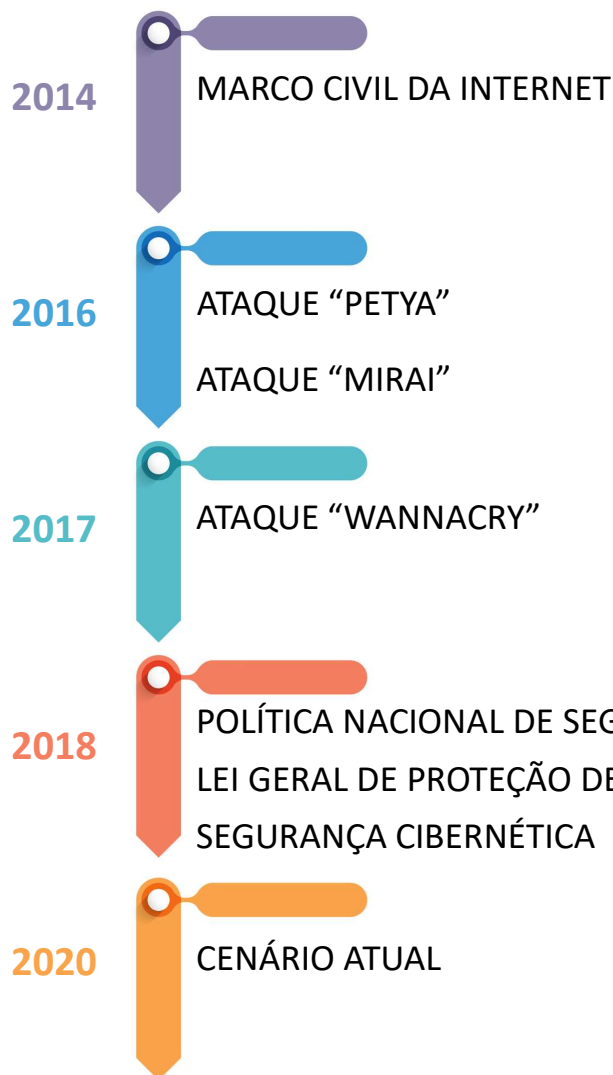 2014
MARCO CIVIL DA INTERNET
2016
ATAQUE “PETYA”
ATAQUE “MIRAI”
2017
ATAQUE “WANNACRY”
2018
POLÍTICA NACIONAL DE
LEI GERAL DE PROTEÇÃO
SEGURANÇA CIBERNÉTICA
2020
CENÁRIO ATUAL